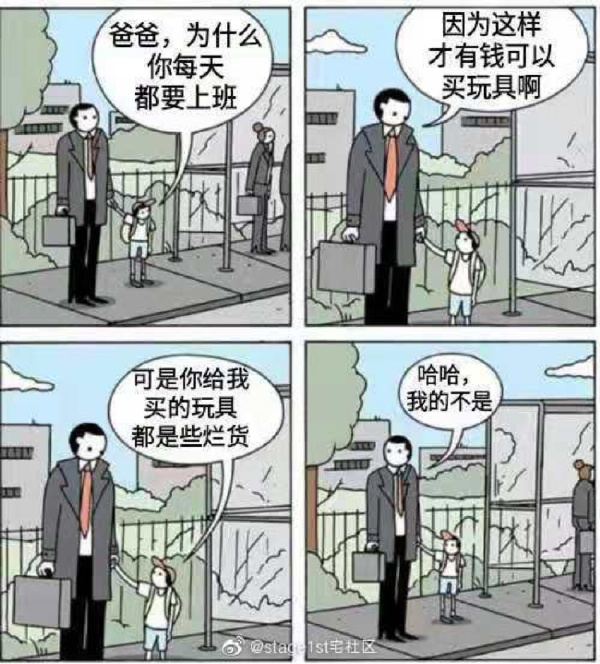 爸爸，为什么
你每天
都要上班
因为这样
才有钱可以
买玩具啊
可是你给我
买的玩具
都是些烂货
哈哈，
我的不是
@stage1st宅社区